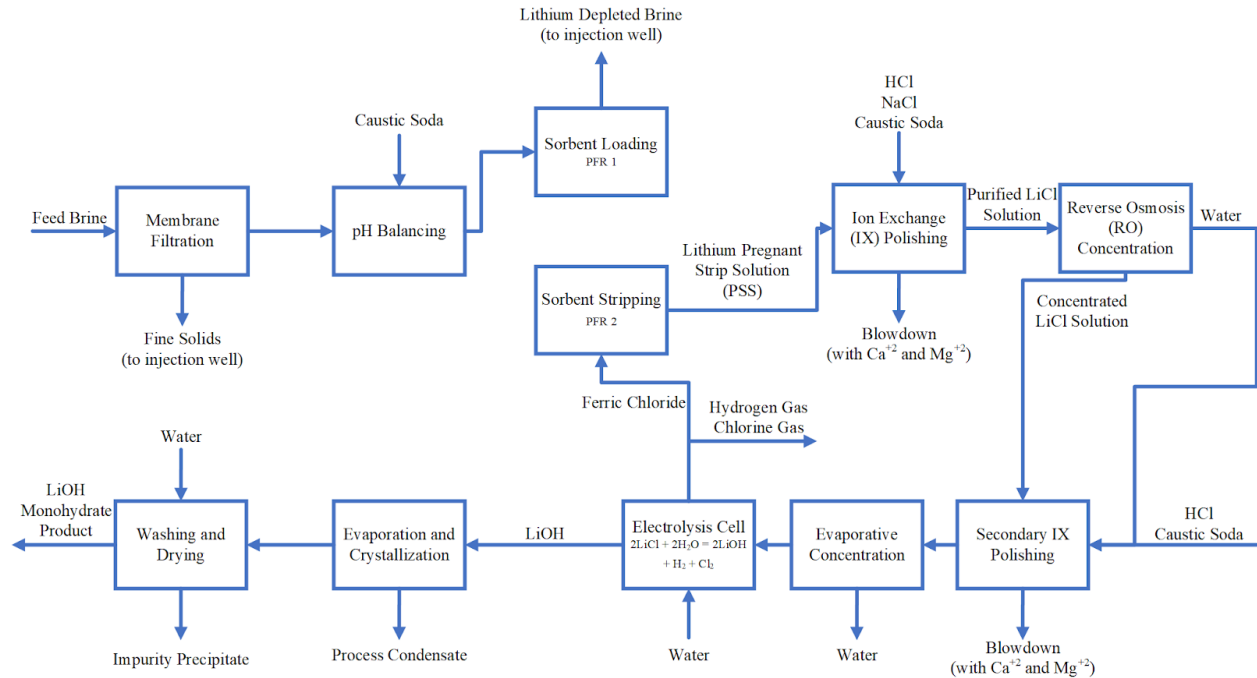 Lithium Depleted Brine
(to injection well)
HCl
NaCl
Caustic Soda
Caustic Soda
Sorbent Loading
PFR 1
Feed Brine
Membrane
Filtration
pH Balancing
Ion Exchange
(IX) Polishing
Purified LiCl
Solution
Reverse Osmosis
(RO)
Concentration
Water
Lithium Pregnant
Strip Solution
(PSS)
Sorbent Stripping
PFR 2
Fine Solids
(to injection well)
Blowdown
(with Ca⁺² and Mg⁺²)
Concentrated
LiCl Solution
Ferric Chloride
Hydrogen Gas
Chlorine Gas
Water
LiOH
Monohydrate
Product
Washing and
Drying
Evaporation and
Crystallization
LiOH
Electrolysis Cell
2LiCl + 2H₂O = 2LiOH
+ H₂ + Cl₂
Evaporative
Concentration
Secondary IX
Polishing
HCl
Caustic Soda
Impurity Precipitate
Process Condensate
Water
Water
Blowdown
(with Ca⁺² and Mg⁺²)